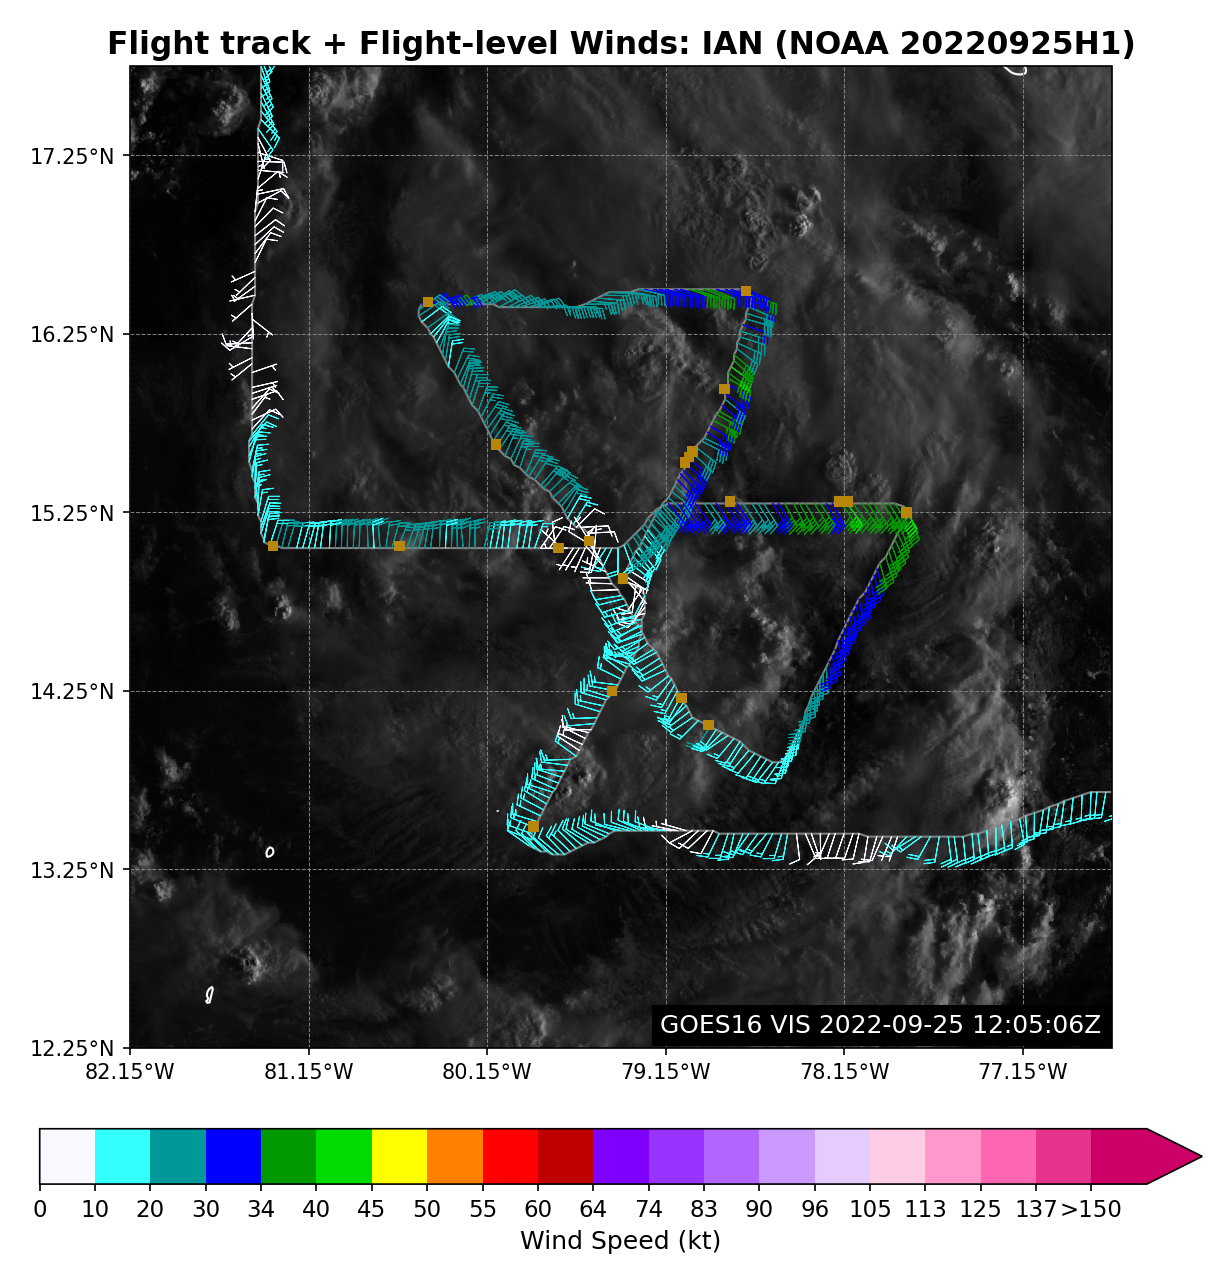 Flight track + Flight-level Winds: IAN (NOAA 20220925H1)
17.25°N
16.25°N
15.25°N
14.25°N
13.25°N
12.25°N
GOES16 VIS 2022-09-25 12:05:06Z
82.15°W 81.15°W 80.15°W 79.15°W 78.15°W 77.15°W
0 10 20 30 34 40 45 50 55 60 64 74 83 90 96 105 113 125 137 >150
Wind Speed (kt)